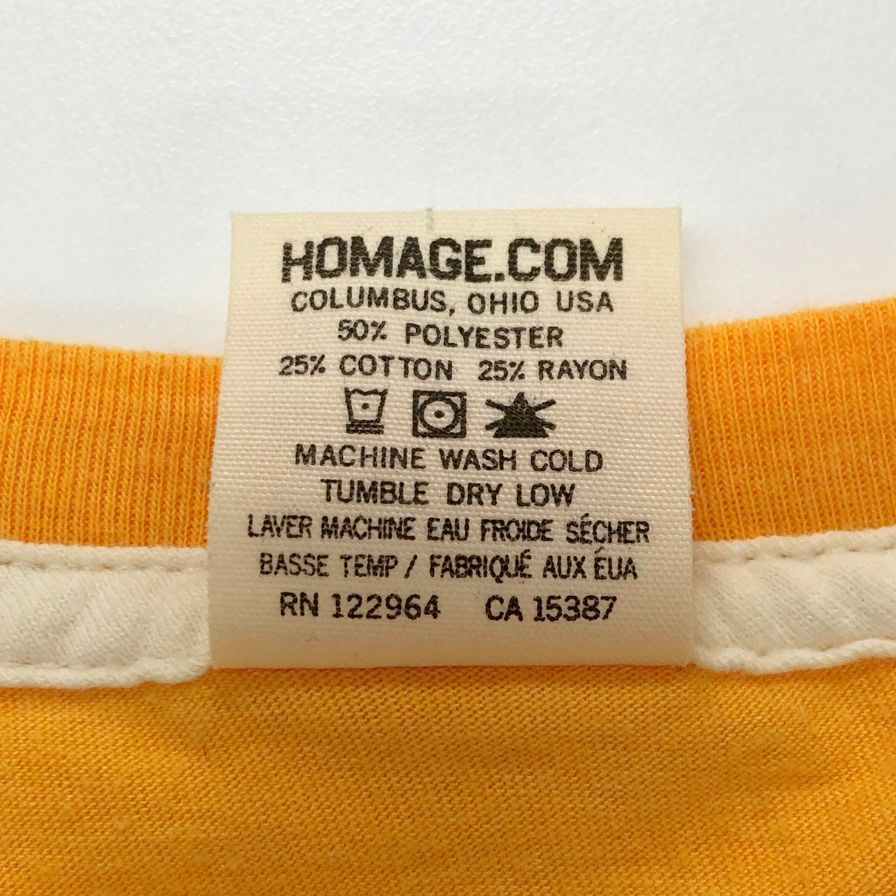 HOMAGE.COM
COLUMBUS, OHIO USA
50% POLYESTER
25% COTTON 25% RAYON
MACHINE WASH COLD
TUMBLE DRY LOW
LAVER MACHINE EAU FROIDE SÉCHER
BASSE TEMP / FABRIQUÉ AUX ÉUA
RN 122964 CA 15387